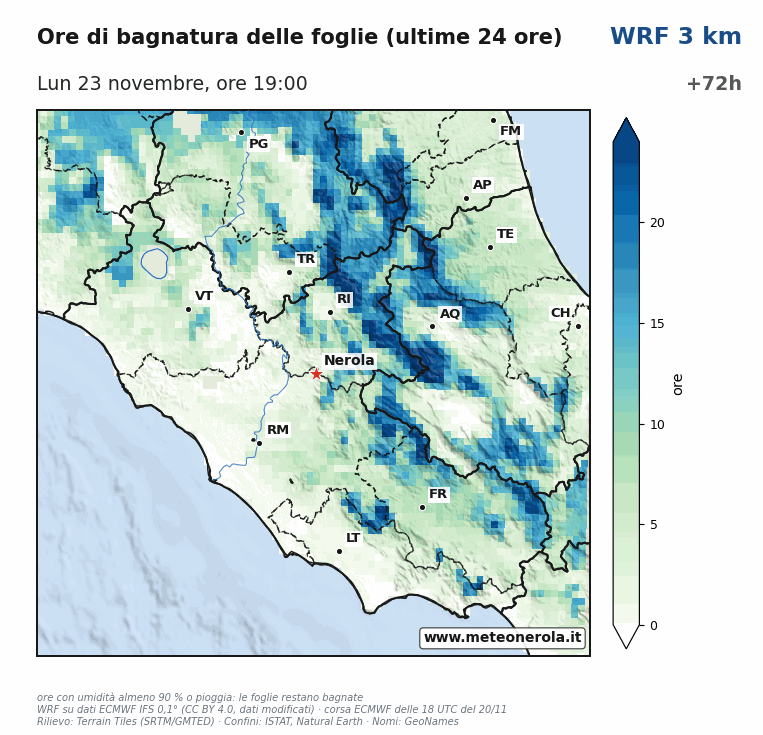 Ore di bagnatura delle foglie (ultime 24 ore)
WRF 3 km
Lun 23 novembre, ore 19:00
+72h
FM
PG
AP
TE
TR
RI
VT
AQ
CH
Nerola
RM
FR
LT
20
15
10
5
0
ore
www.meteonerola.it
ore con umidità almeno 90 % o pioggia: le foglie restano bagnate
WRF su dati ECMWF IFS 0,1° (CC BY 4.0, dati modificati) · corsa ECMWF delle 18 UTC del 20/11
Rilievo: Terrain Tiles (SRTM/GMTED) · Confini: ISTAT, Natural Earth · Nomi: GeoNames